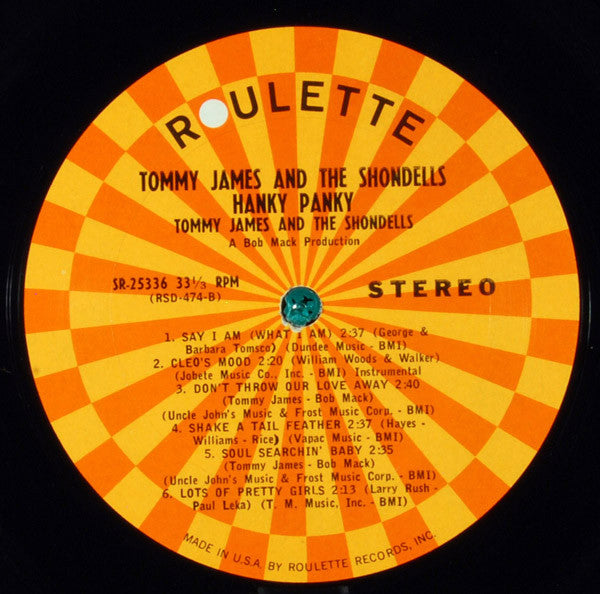 ROULETTE
TOMMY JAMES AND THE SHONDELLS
HANKY PANKY
TOMMY JAMES AND THE SHONDELLS
A Bob Mack Production
SR-25336 33⅓ RPM
(RSD-474-B)
STEREO
1. SAY I AM (WHAT I AM) 2:37 (George &
Barbara Tomsco) (Dundee Music - BMI)
2. CLEO'S MOOD 2:20 (William Woods & Walker)
(Jobete Music Co., Inc. - BMI) Instrumental
3. DON'T THROW OUR LOVE AWAY 2:40
(Tommy James - Bob Mack)
(Uncle John's Music & Frost Music Corp. - BMI)
4. SHAKE A TAIL FEATHER 2:37 (Hayes -
Williams - Rice) (Vapac Music - BMI)
5. SOUL SEARCHIN' BABY 2:35
(Tommy James - Bob Mack)
(Uncle John's Music & Frost Music Corp. - BMI)
6. LOTS OF PRETTY GIRLS 2:13 (Larry Rush -
Paul Leka) (T. M. Music, Inc. - BMI)
MADE IN U.S.A. BY ROULETTE RECORDS, INC.